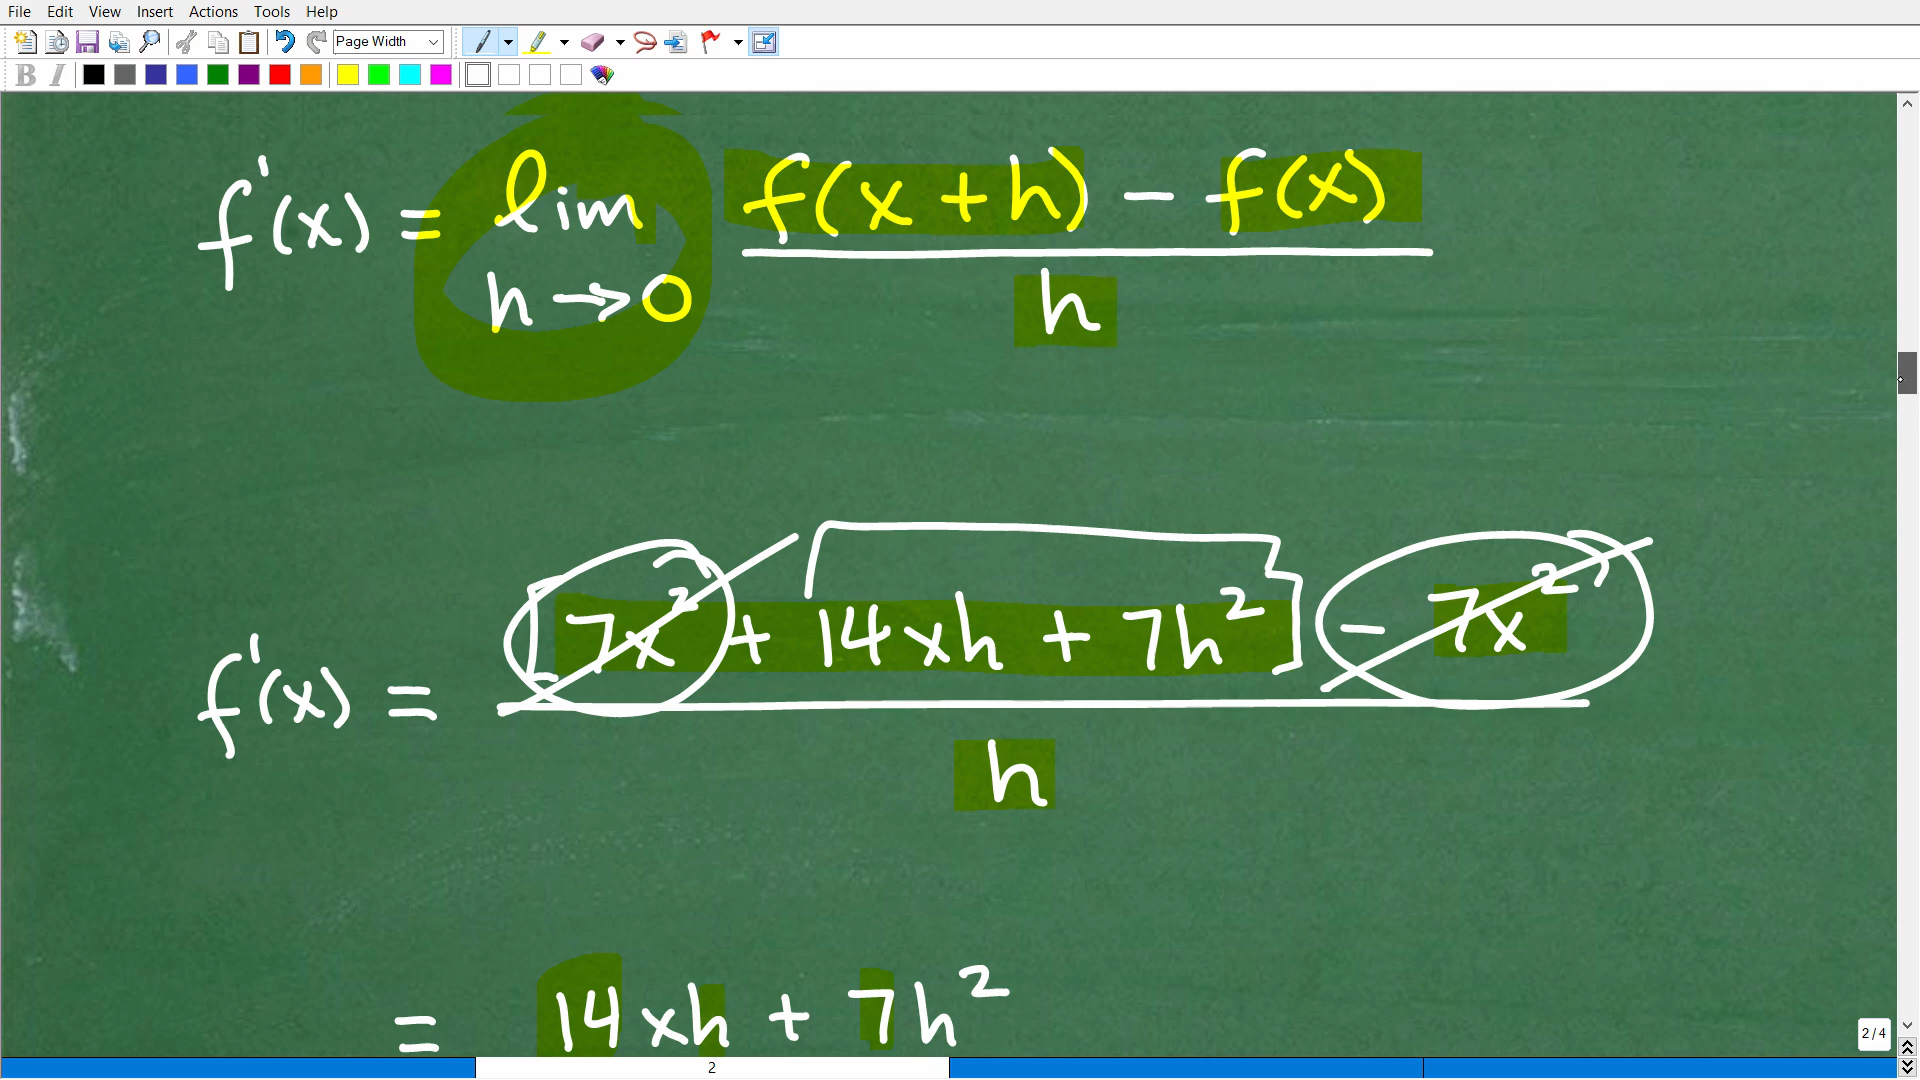 File Edit View Insert Actions Tools Help
Page Width
B I
f'(x) = lim f(x + h) - f(x)
h → 0 h
[7x² + 14xh + 7h²] - 7x²
f'(x) =
h
= 14xh + 7h²
2 / 4
2